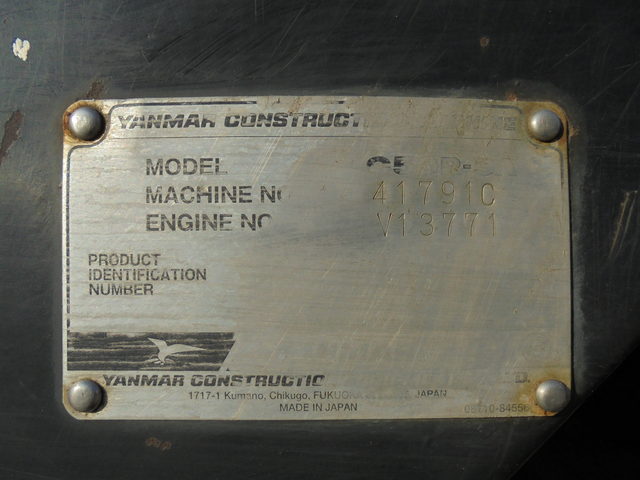 YANMAR CONSTRUCT
MODEL
MACHINE NO 417910
ENGINE NO V13771
PRODUCT
IDENTIFICATION
NUMBER
YANMAR CONSTRUCTIO
1717-1 Kumano, Chikugo, JAPAN
MADE IN JAPAN